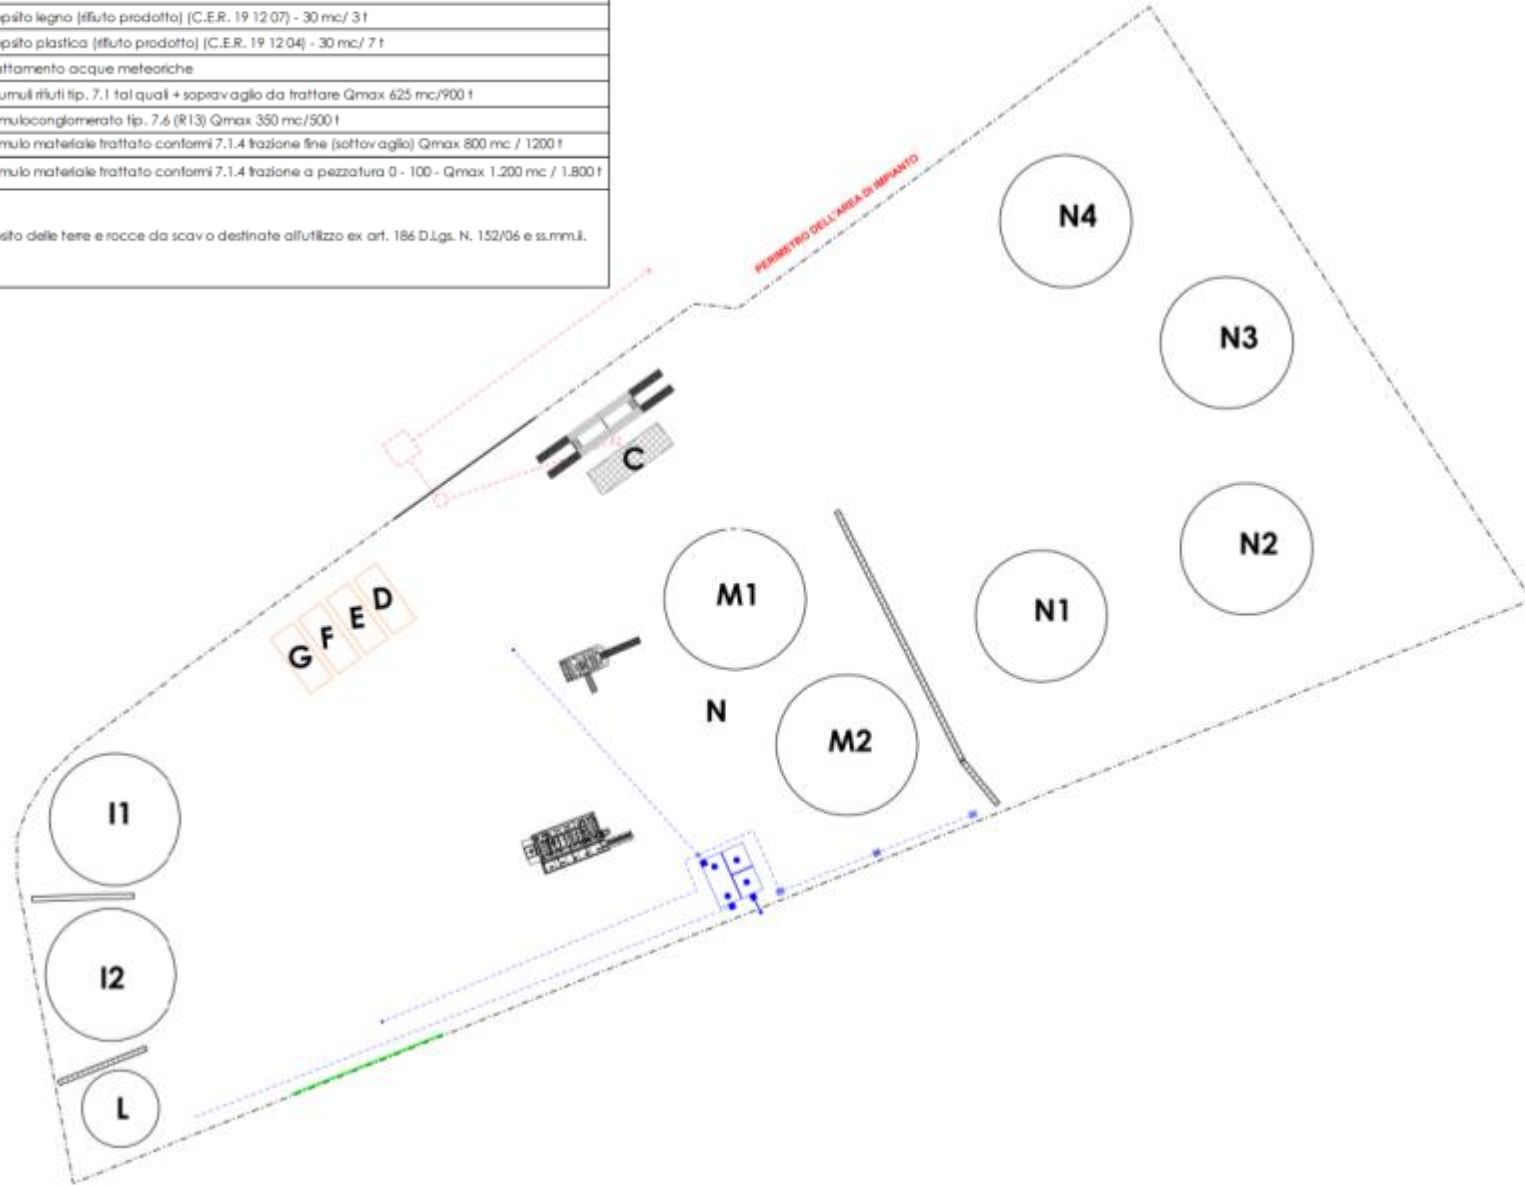 psito legno (rifiuto prodotto) (C.E.R. 19 12 07) - 30 mc/ 3 t
psito plastica (rifiuto prodotto) (C.E.R. 19 12 04) - 30 mc/ 7 t
attamento acque meteoriche
umuli rifiuti tip. 7.1 tal quali + sopravaglio da trattare Qmax 625 mc/900 t
muloconglomerato tip. 7.6 (R13) Qmax 350 mc/500 t
mulo materiale trattato conformi 7.1.4 frazione fine (sottovaglio) Qmax 800 mc / 1200 t
mulo materiale trattato conformi 7.1.4 frazione a pezzatura 0 - 100 - Qmax 1.200 mc / 1.800 t
sito delle terre e rocce da scavo destinate all'utilizzo ex art. 186 D.Lgs. N. 152/06 e ss.mm.ii.
PERIMETRO DELL'AREA DI IMPIANTO
N4
N3
C
N2
M1
N1
D
E
F
G
N
M2
I1
I2
L